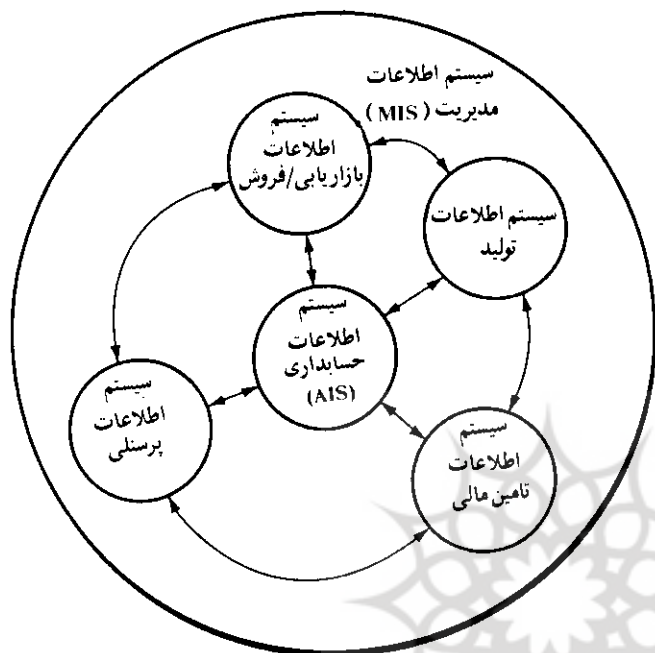 سیستم اطلاعات
مدیریت (MIS)
سیستم
اطلاعات
بازاریابی/فروش
سیستم اطلاعات
تولید
سیستم
اطلاعات
حسابداری
(AIS)
سیستم
اطلاعات
پرسنلی
سیستم
اطلاعات
تامین مالی